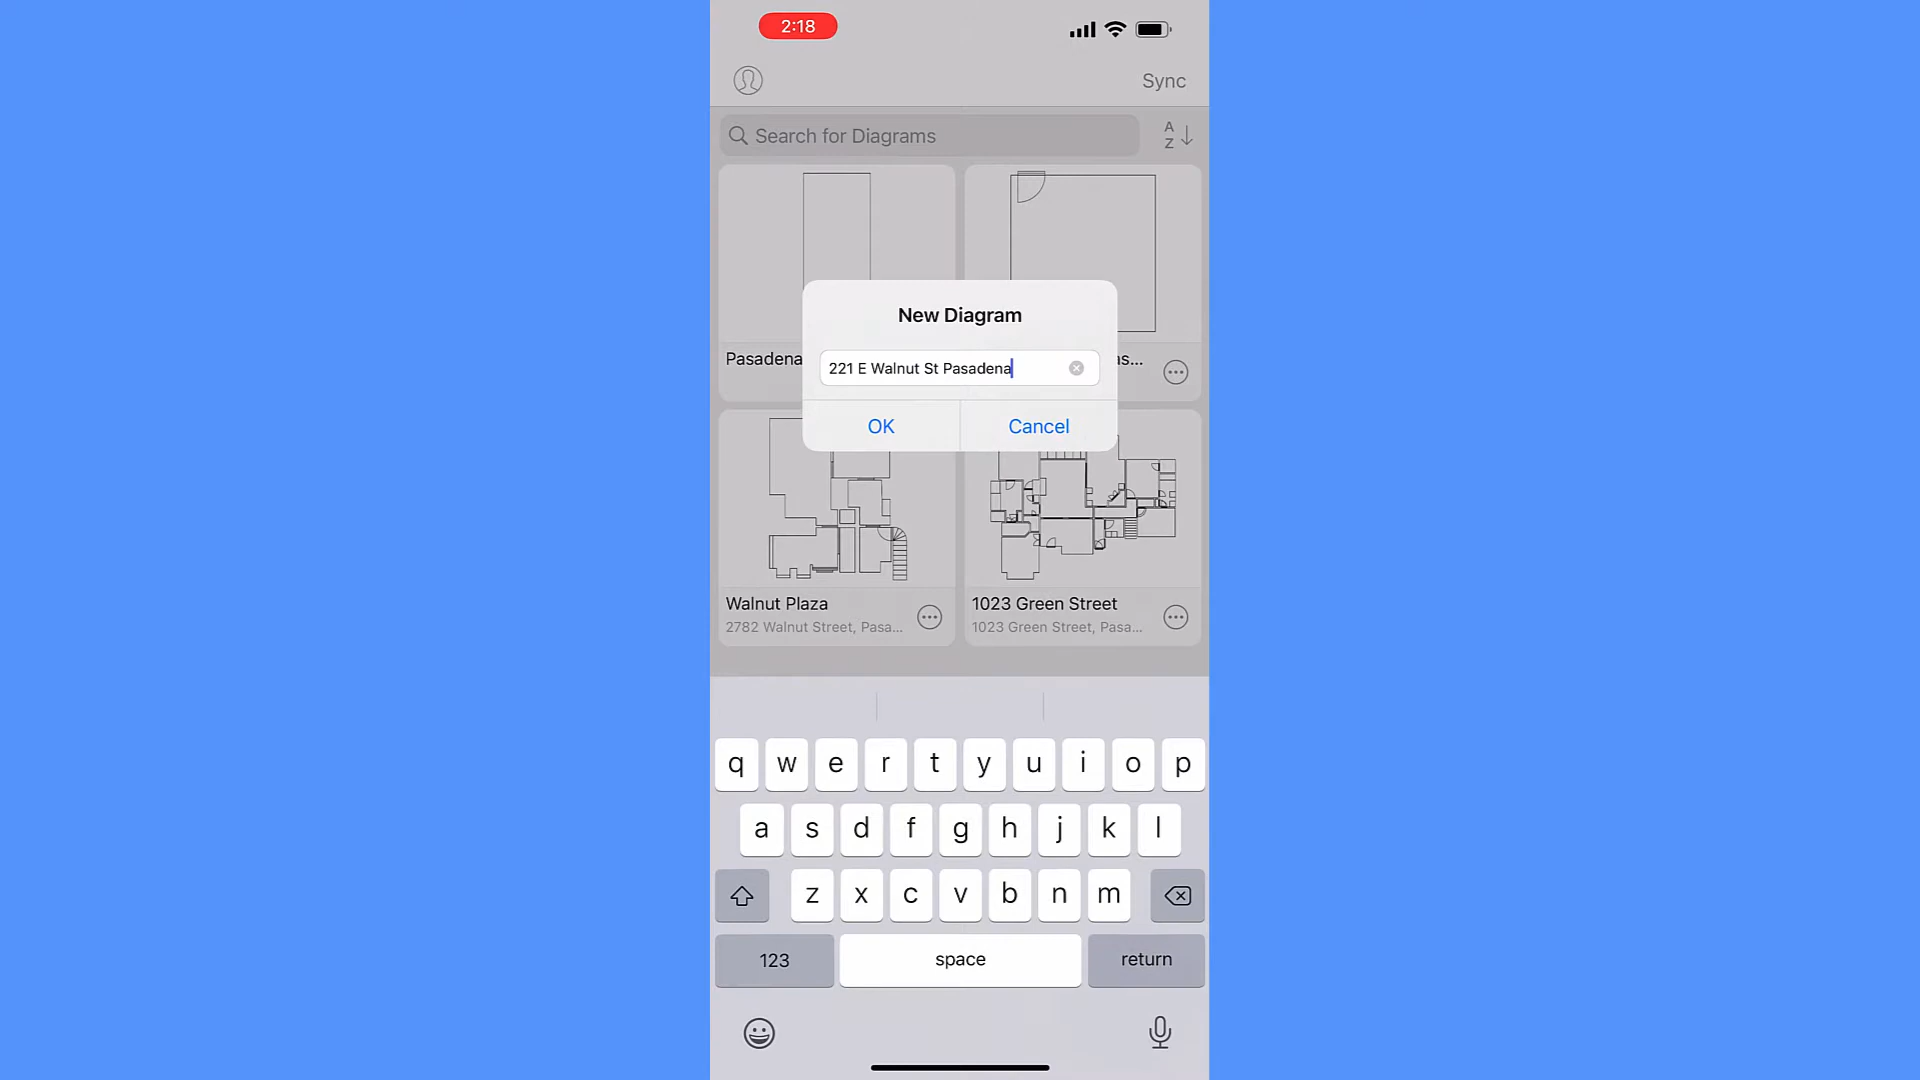 2:18
Sync
Search for Diagrams
A
Z
New Diagram
Pasadena
as...
221 E Walnut St Pasadena
OK
Cancel
Walnut Plaza
2782 Walnut Street, Pasa...
1023 Green Street
1023 Green Street, Pasa...
q w e r t y u i o p
a s d f g h j k l
z x c v b n m
123
space
return